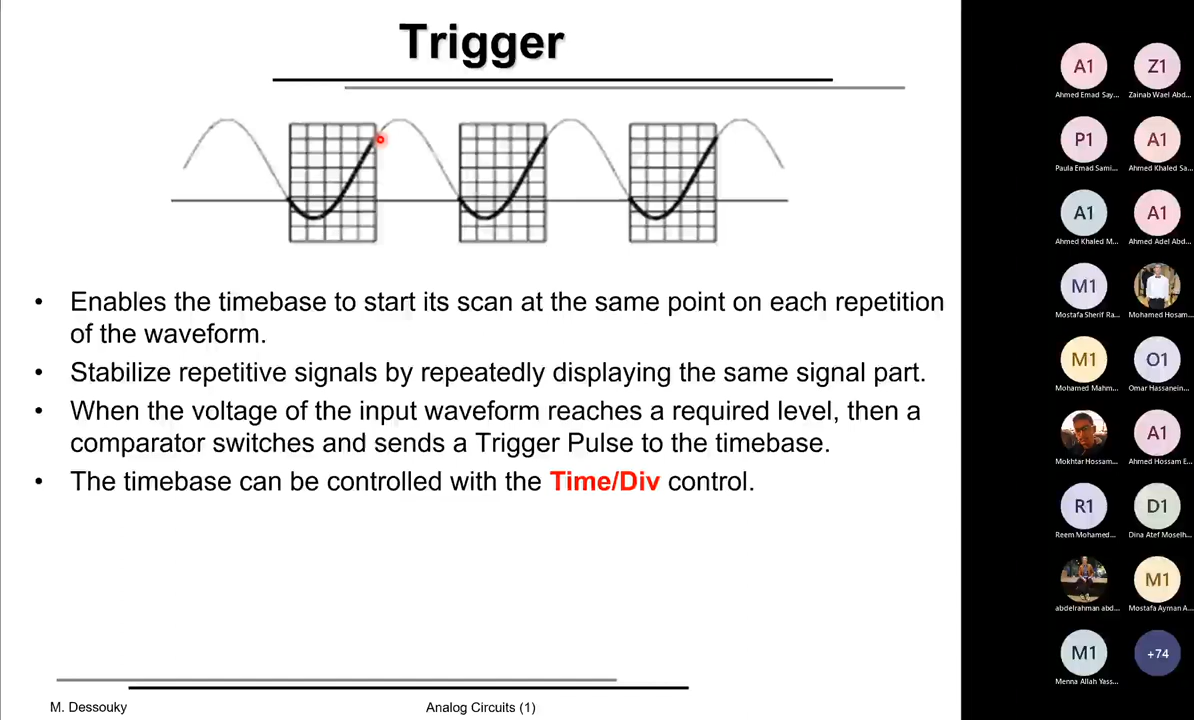 Trigger
• Enables the timebase to start its scan at the same point on each repetition
of the waveform.
• Stabilize repetitive signals by repeatedly displaying the same signal part.
• When the voltage of the input waveform reaches a required level, then a
comparator switches and sends a Trigger Pulse to the timebase.
• The timebase can be controlled with the Time/Div control.
M. Dessouky
Analog Circuits (1)
A1 Z1
Ahmed Emad Say... Zainab Wael Abd...
P1 A1
Paula Emad Sami... Ahmed Khaled Sa...
A1 A1
Ahmed Khaled M... Ahmed Adel Abd...
M1
Mostafa Sherif Ra... Mohamed Hosam...
M1 O1
Mohamed Mahm... Omar Hassanein...
A1
Mokhtar Hossam... Ahmed Hossam E...
R1 D1
Reem Mohamed... Dina Atef Moselh...
M1
abdelrahman abd... Mostafa Ayman A...
M1 +74
Menna Allah Yass...